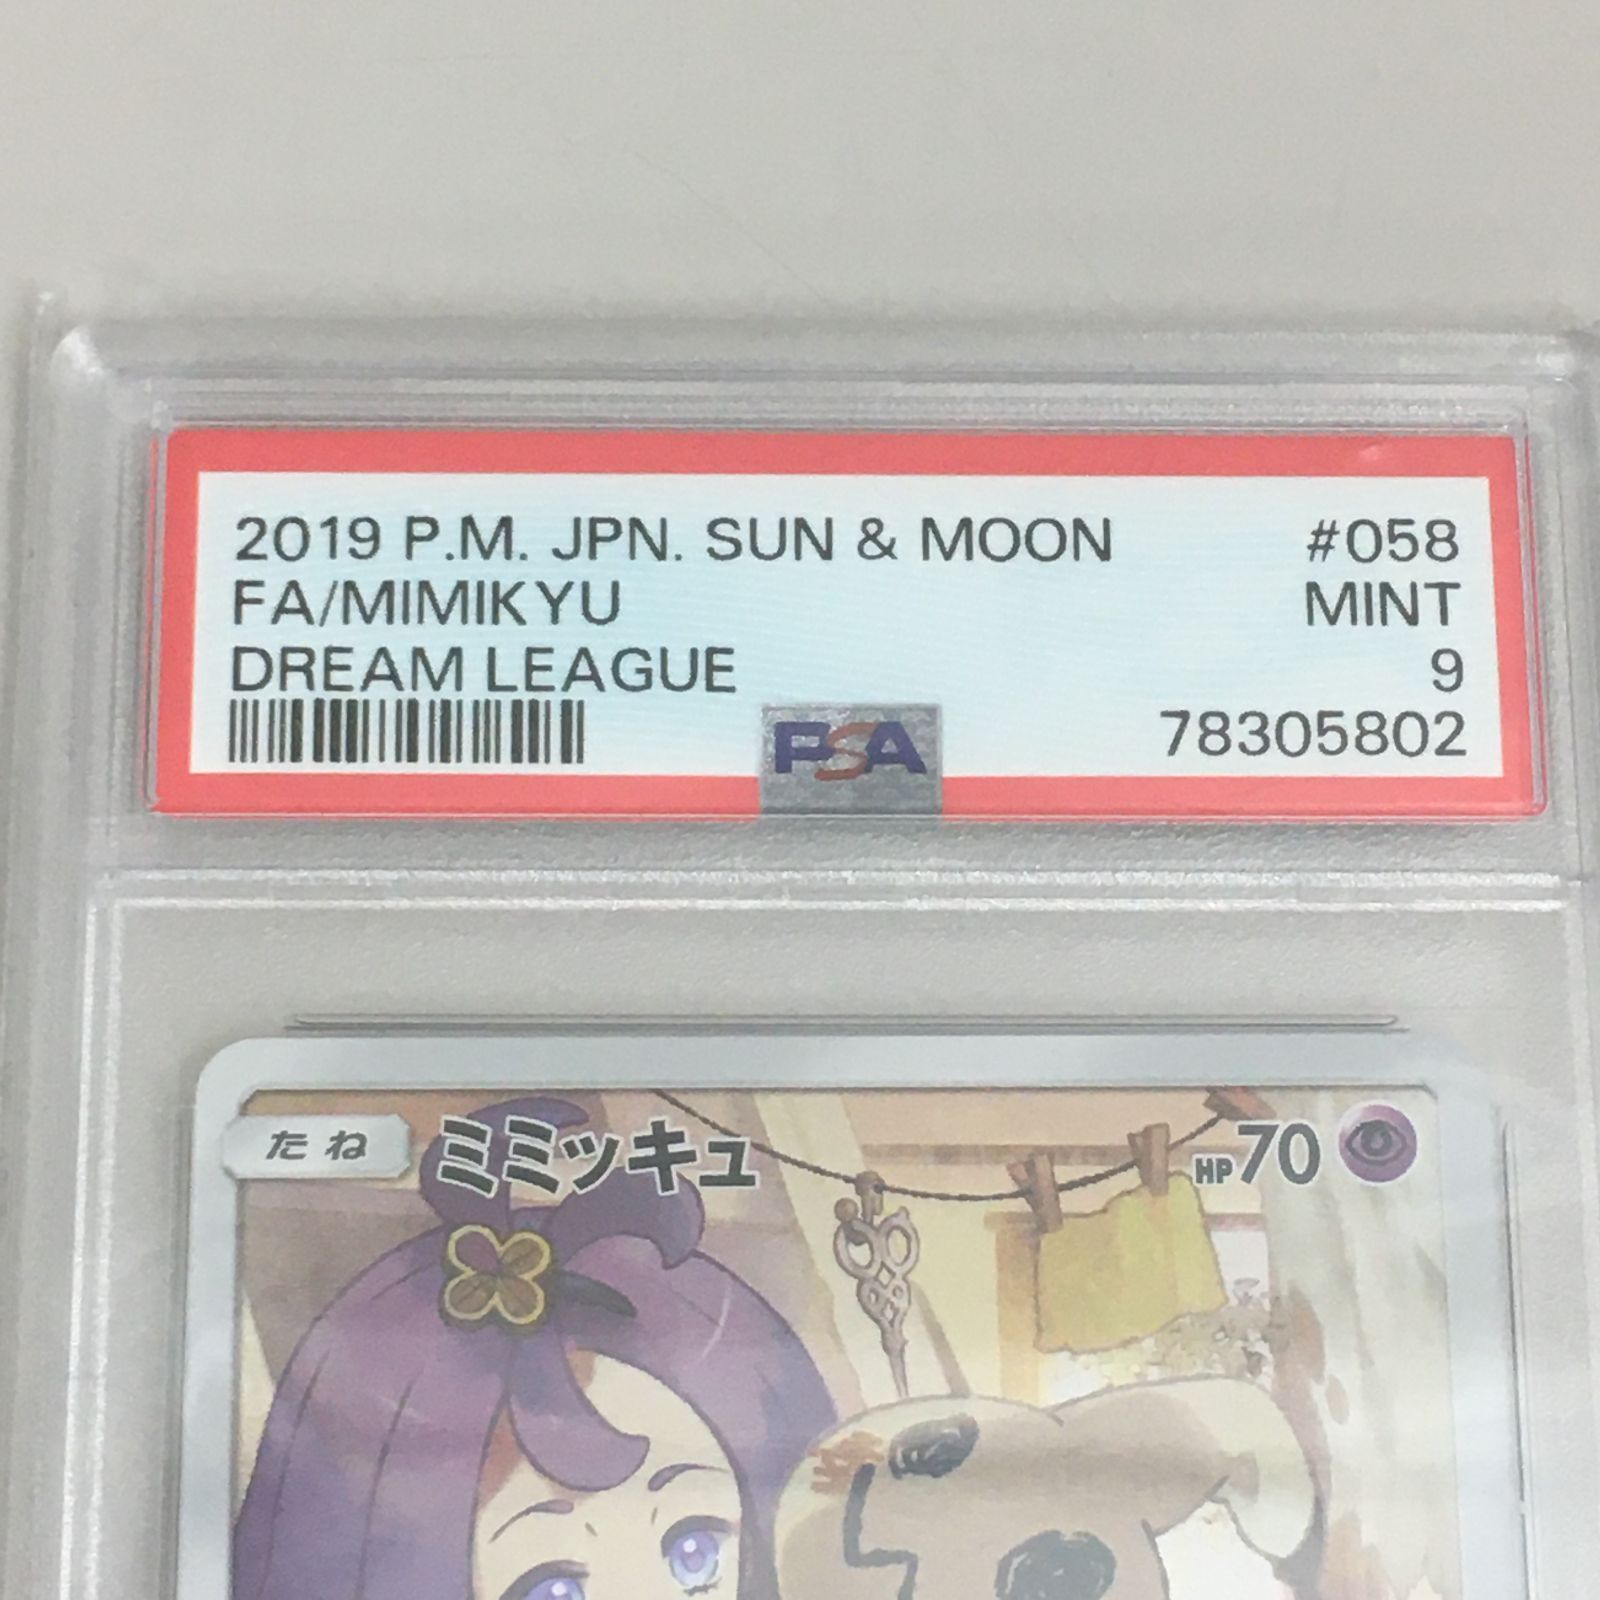 2019 P.M. JPN. SUN & MOON #058
FA/MIMIKYU MINT
DREAM LEAGUE 9
PSA 78305802
たね ミミッキュ HP70